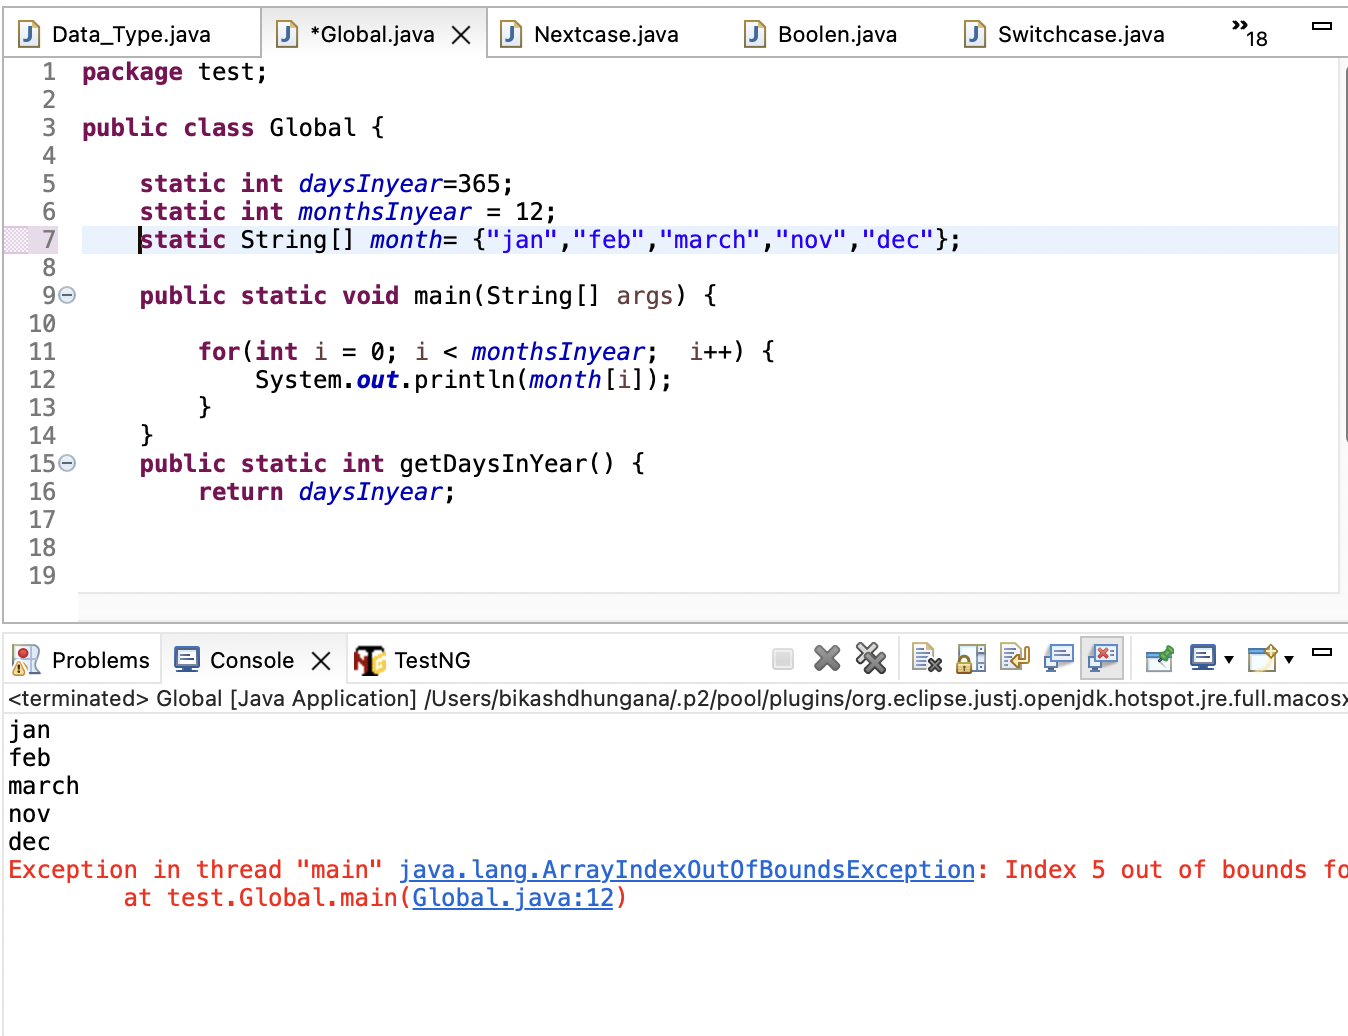 Data_Type.java *Global.java Nextcase.java Boolen.java Switchcase.java »18
1 package test;
2
3 public class Global {
4
5 static int daysInyear=365;
6 static int monthsInyear = 12;
7 static String[] month= {"jan","feb","march","nov","dec"};
8
9 public static void main(String[] args) {
10
11 for(int i = 0; i < monthsInyear;  i++) {
12 System.out.println(month[i]);
13 }
14 }
15 public static int getDaysInYear() {
16 return daysInyear;
17
18
19
Problems Console TestNG
<terminated> Global [Java Application] /Users/bikashdhungana/.p2/pool/plugins/org.eclipse.justj.openjdk.hotspot.jre.full.macosx
jan
feb
march
nov
dec
Exception in thread "main" java.lang.ArrayIndexOutOfBoundsException: Index 5 out of bounds fo
at test.Global.main(Global.java:12)